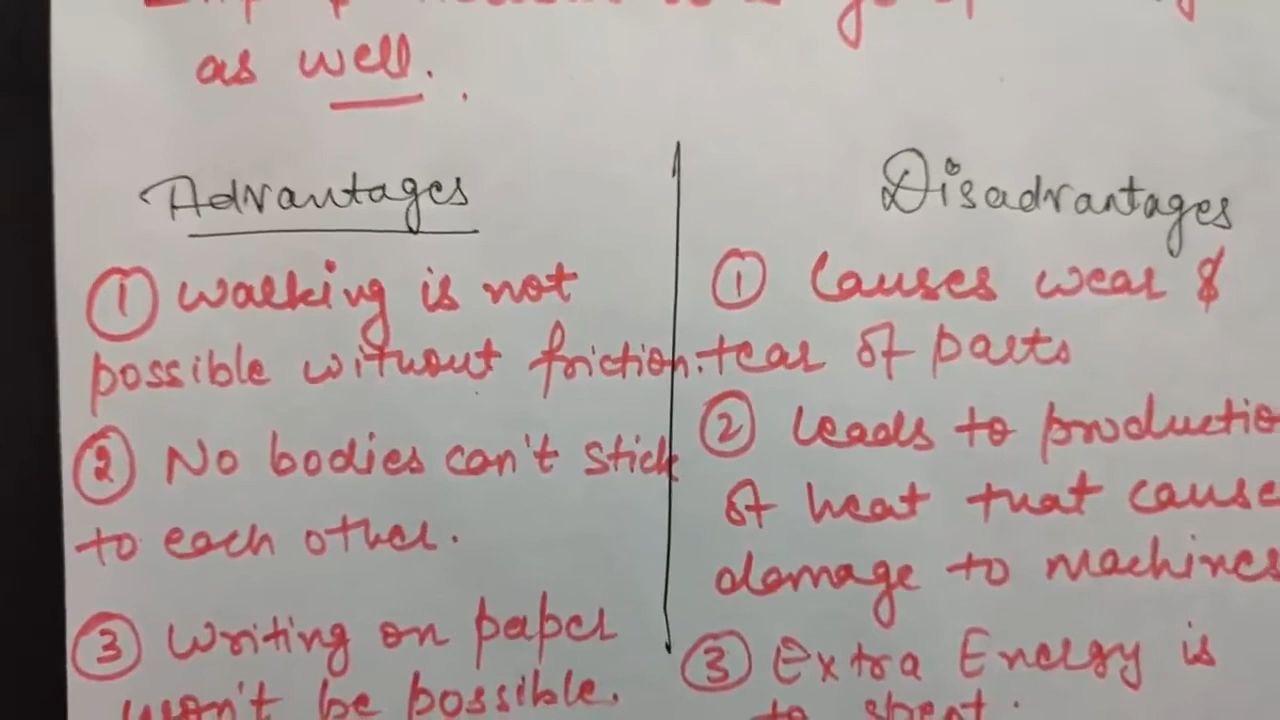 as well.
Advantages
① Walking is not
possible without friction.
② No bodies can't stick
to each other.
③ Writing on paper
won't be possible.
Disadvantages
① Causes wear &
tear of parts
② Leads to productio
of heat that cause
damage to machines
③ Extra Energy is
to spent.